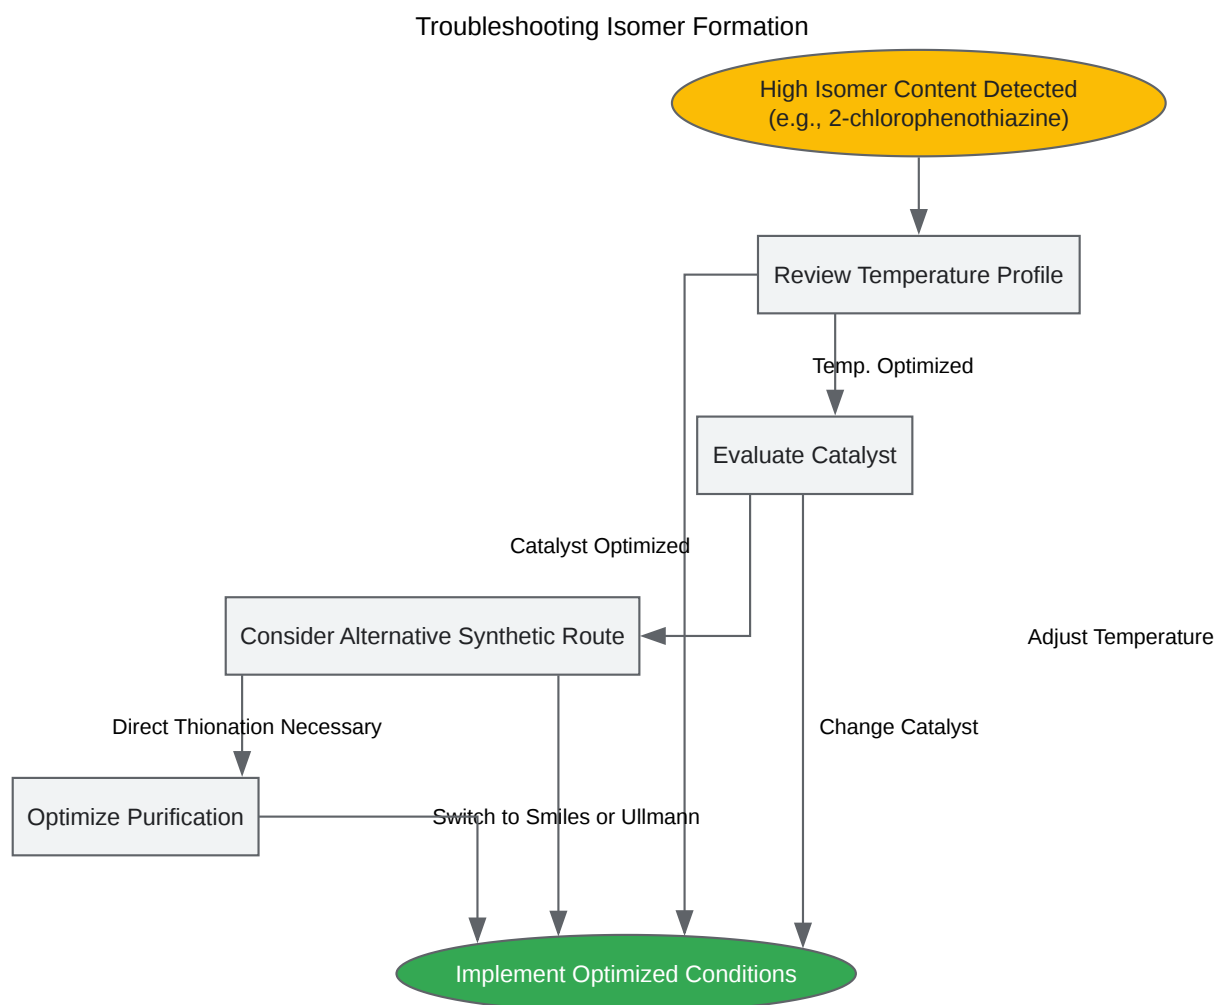 Troubleshooting Isomer Formation
High Isomer Content Detected
(e.g., 2-chlorophenothiazine)
Review Temperature Profile
Temp. Optimized
Evaluate Catalyst
Catalyst Optimized
Consider Alternative Synthetic Route
Adjust Temperature
Direct Thionation Necessary
Change Catalyst
Optimize Purification
Switch to Smiles or Ullmann
Implement Optimized Conditions